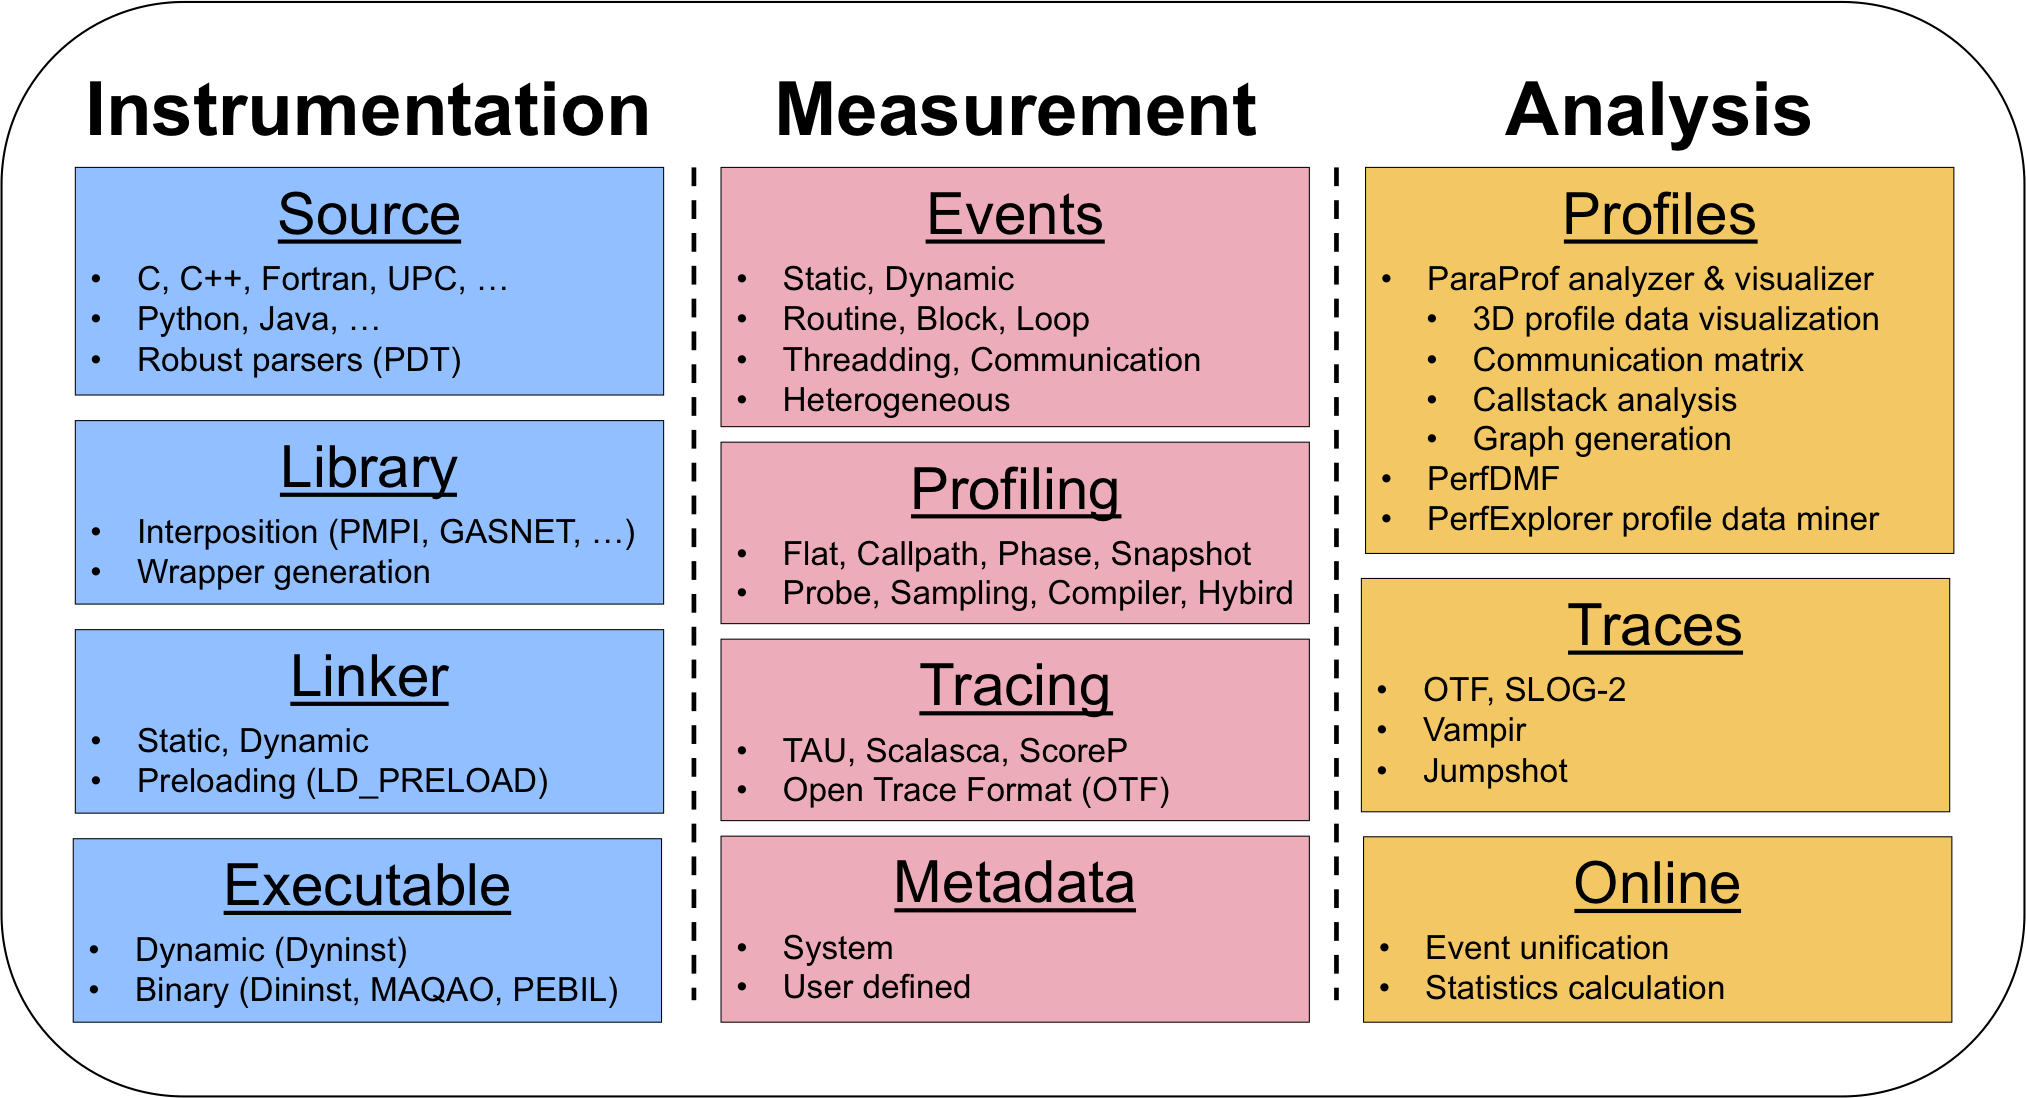 Instrumentation
Source
• C, C++, Fortran, UPC, …
• Python, Java, …
• Robust parsers (PDT)
Library
• Interposition (PMPI, GASNET, …)
• Wrapper generation
Linker
• Static, Dynamic
• Preloading (LD_PRELOAD)
Executable
• Dynamic (Dyninst)
• Binary (Dininst, MAQAO, PEBIL)
Measurement
Events
• Static, Dynamic
• Routine, Block, Loop
• Threadding, Communication
• Heterogeneous
Profiling
• Flat, Callpath, Phase, Snapshot
• Probe, Sampling, Compiler, Hybird
Tracing
• TAU, Scalasca, ScoreP
• Open Trace Format (OTF)
Metadata
• System
• User defined
Analysis
Profiles
• ParaProf analyzer & visualizer
• 3D profile data visualization
• Communication matrix
• Callstack analysis
• Graph generation
• PerfDMF
• PerfExplorer profile data miner
Traces
• OTF, SLOG-2
• Vampir
• Jumpshot
Online
• Event unification
• Statistics calculation